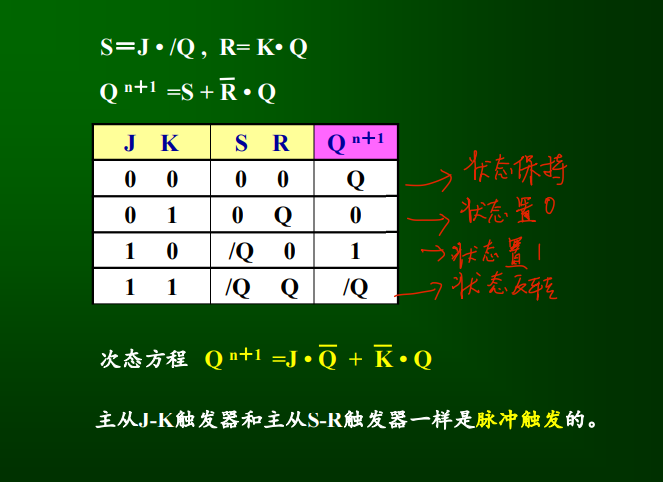 S=J•/Q , R= K•Q
Q n+1 =S + R̅•Q
J K S R Q n+1
0 0 0 0 Q 状态保持
0 1 0 Q 0 状态置0
1 0 /Q 0 1 状态置1
1 1 /Q Q /Q 状态反转
次态方程 Q n+1 =J•Q̅ + K̅•Q
主从J-K触发器和主从S-R触发器一样是脉冲触发的。